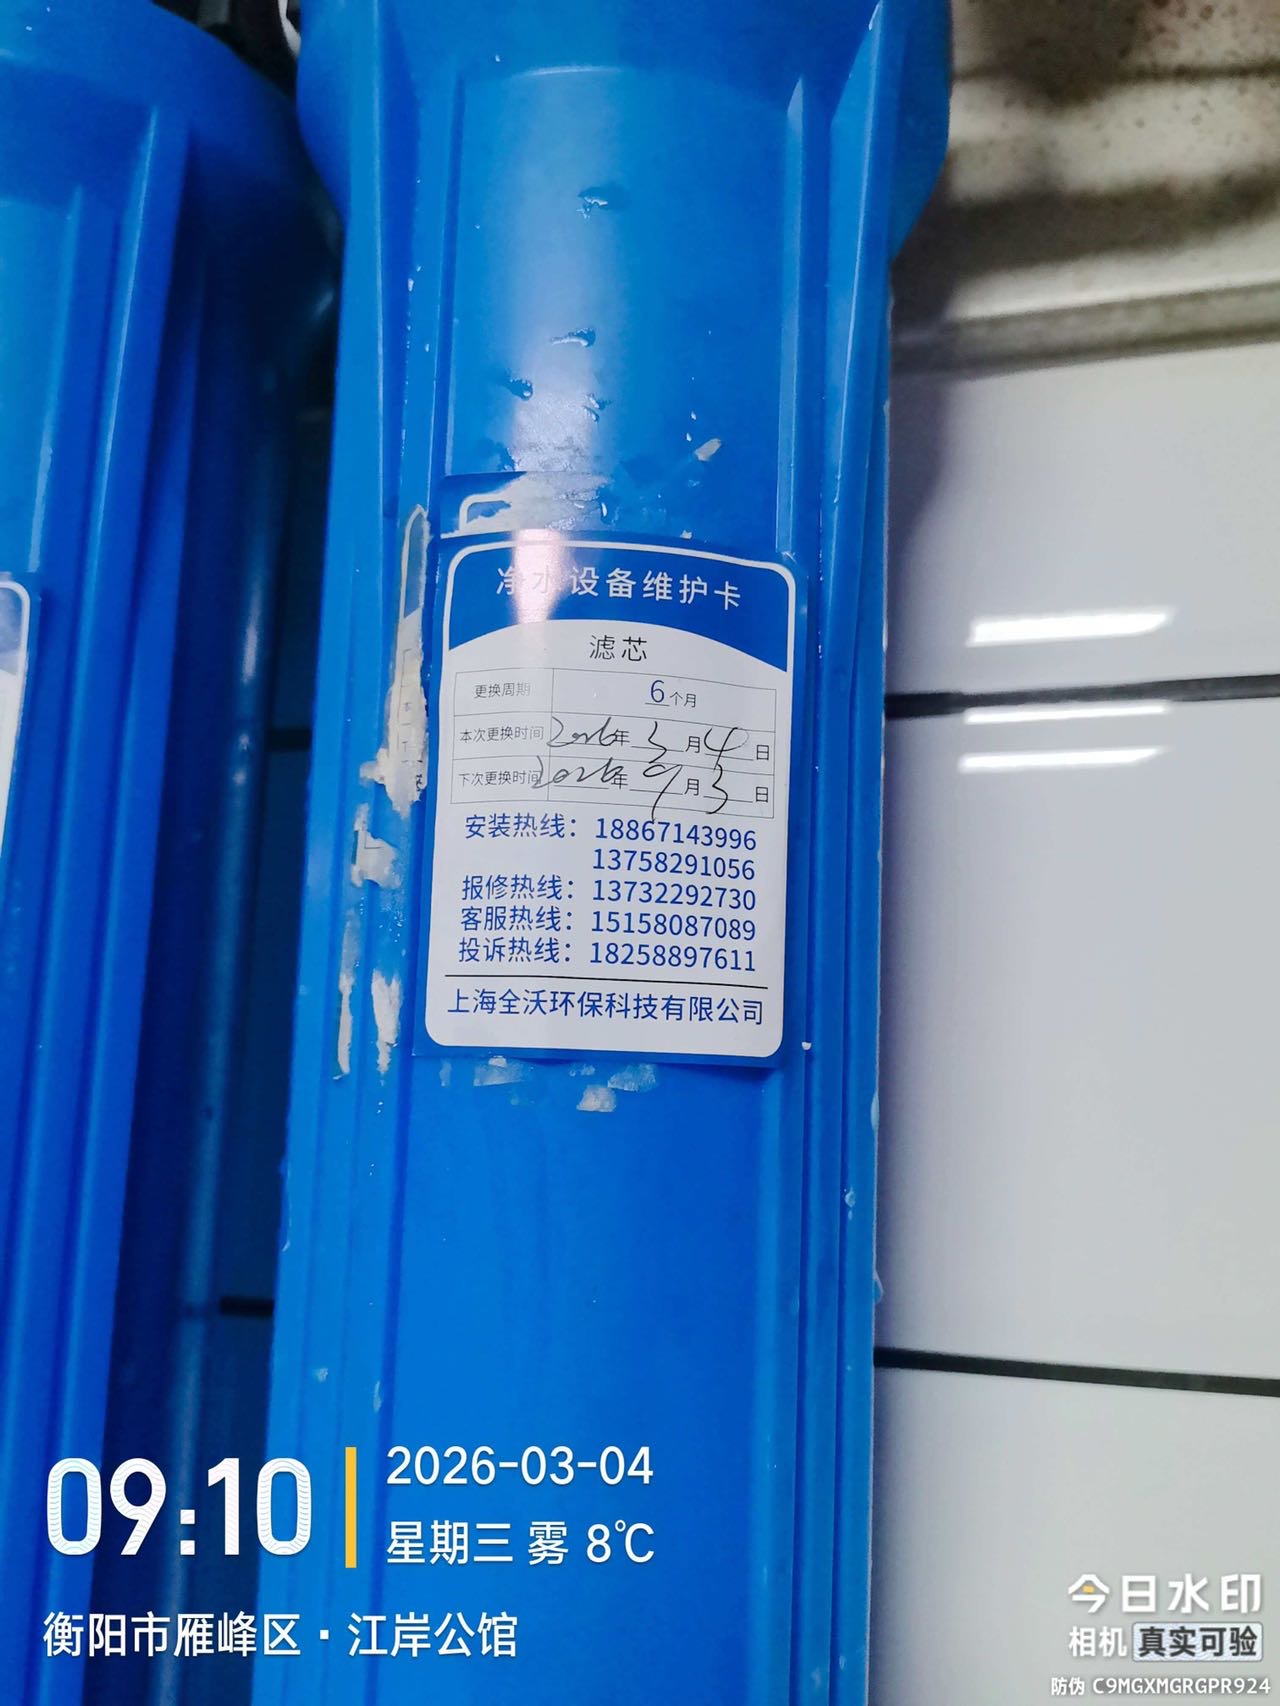 净水设备维护卡
滤芯
更换周期 6个月
本次更换时间 2026年3月4日
下次更换时间 2026年9月3日
安装热线：18867143996
13758291056
报修热线：13732292730
客服热线：15158087089
投诉热线：18258897611
上海全沃环保科技有限公司
09:10
2026-03-04
星期三 雾 8℃
衡阳市雁峰区·江岸公馆
今日水印
相机 真实可验
防伪 C9MGXMGRGPR924